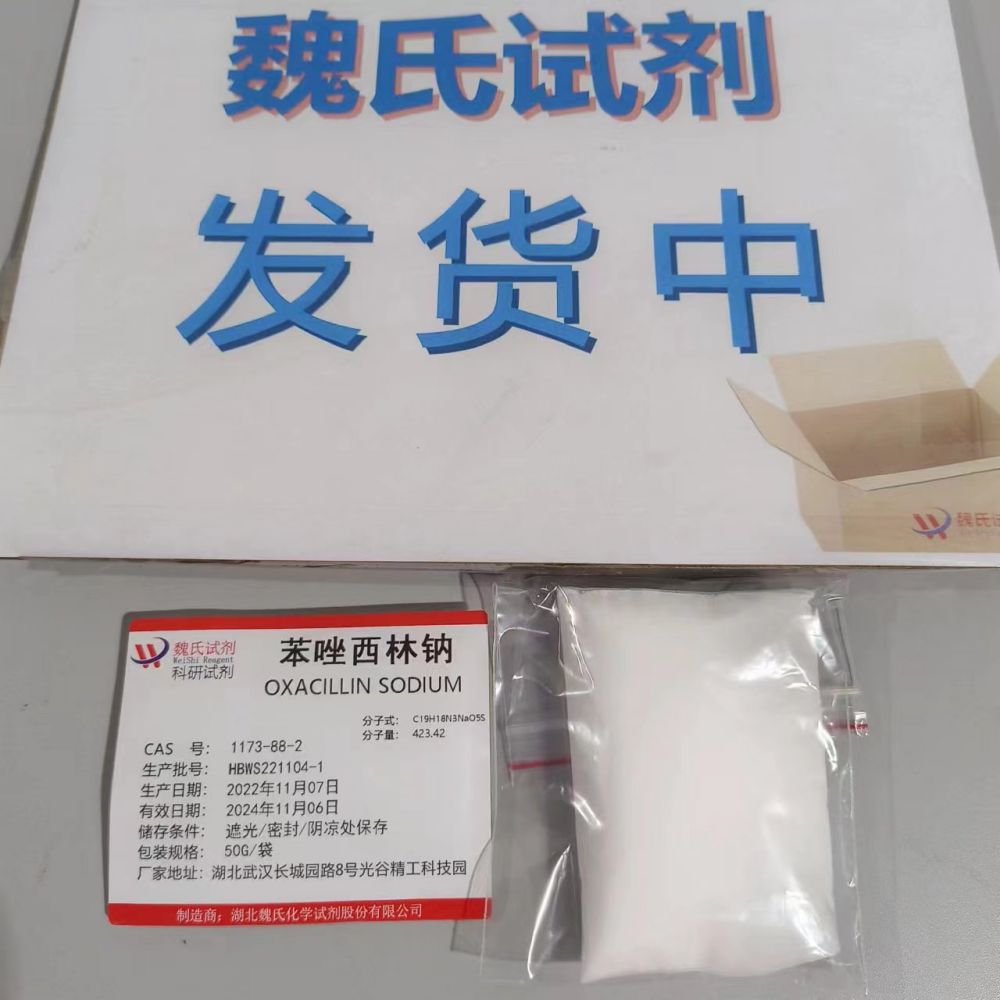 魏氏试剂
发货中
魏氏试
魏氏试剂
WeiShi Reagent
科研试剂
苯唑西林钠
OXACILLIN SODIUM
分子式： C19H18N3NaO5S
分子量： 423.42
CAS 号： 1173-88-2
生产批号： HBWS221104-1
生产日期： 2022年11月07日
有效日期： 2024年11月06日
储存条件： 遮光/密封/阴凉处保存
包装规格： 50G/袋
厂家地址：湖北武汉长城园路8号光谷精工科技园
制造商：湖北魏氏化学试剂股份有限公司